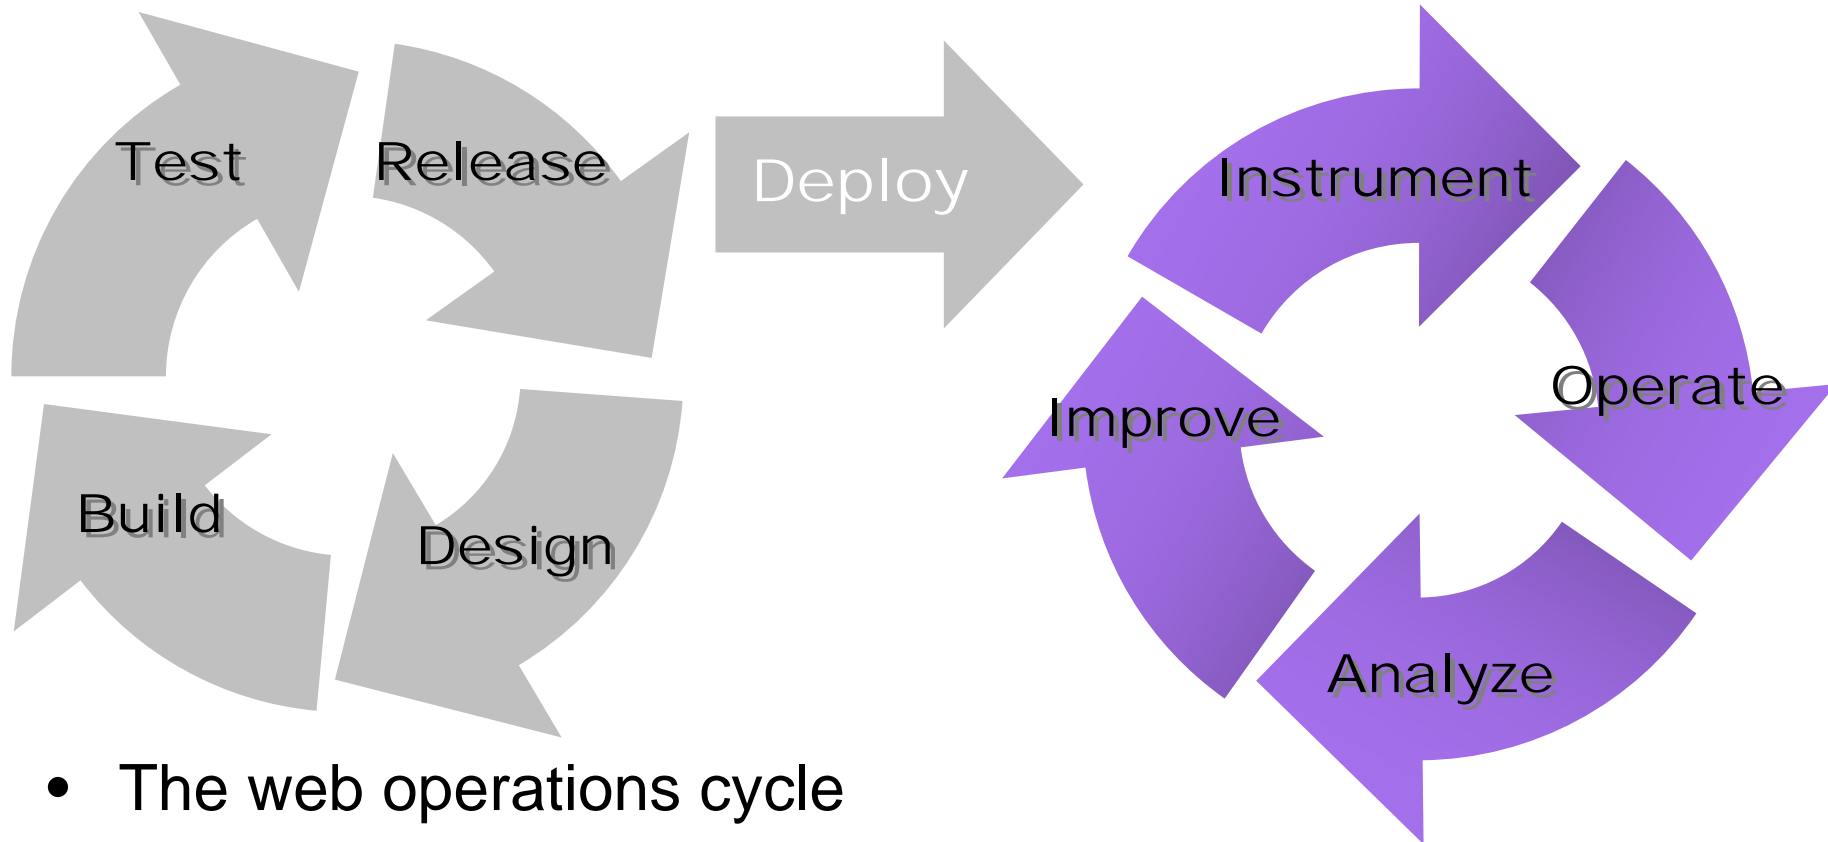 Test
Release
Deploy
Instrument
Operate
Improve
Build
Design
Analyze
• The web operations cycle